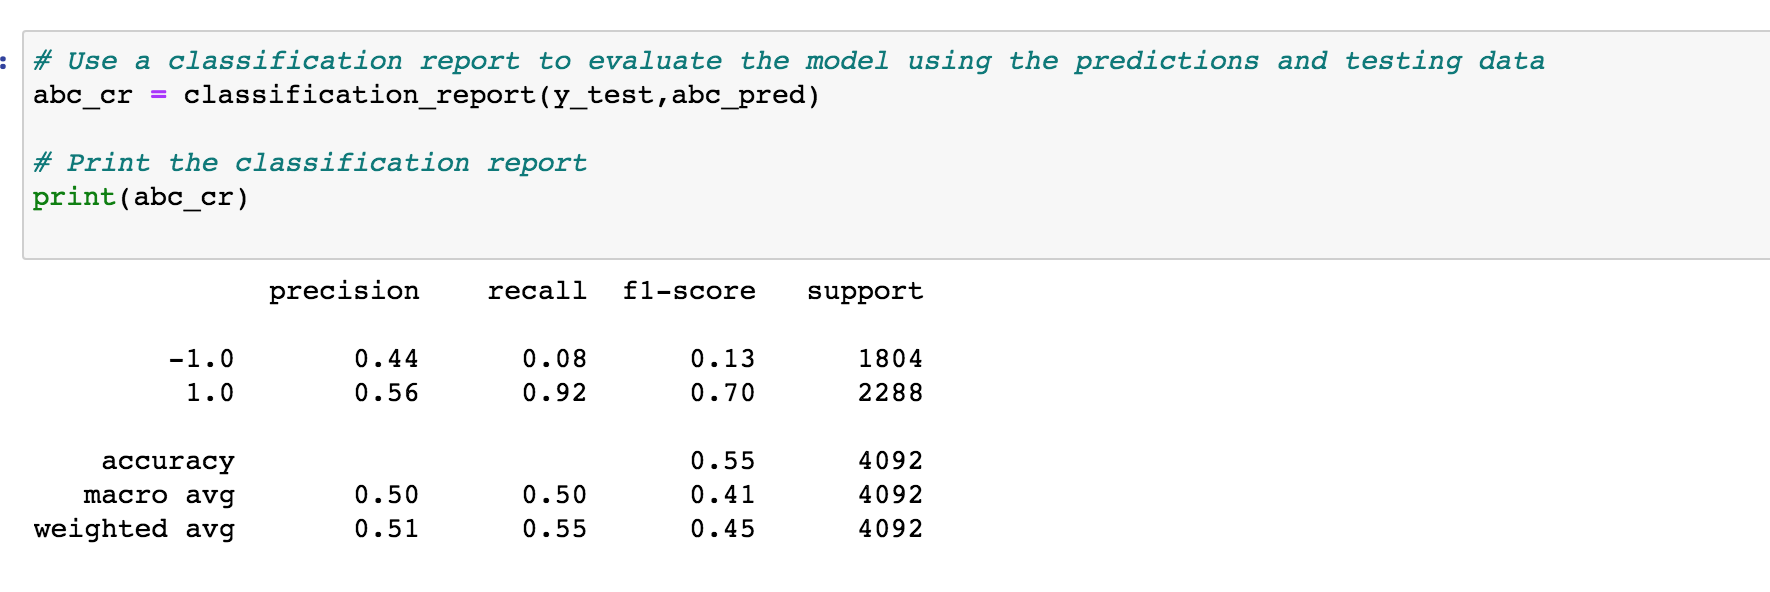 :
# Use a classification report to evaluate the model using the predictions and testing data
abc_cr = classification_report(y_test,abc_pred)
# Print the classification report
print(abc_cr)
precision recall f1-score support
-1.0 0.44 0.08 0.13 1804
1.0 0.56 0.92 0.70 2288
accuracy 0.55 4092
macro avg 0.50 0.50 0.41 4092
weighted avg 0.51 0.55 0.45 4092